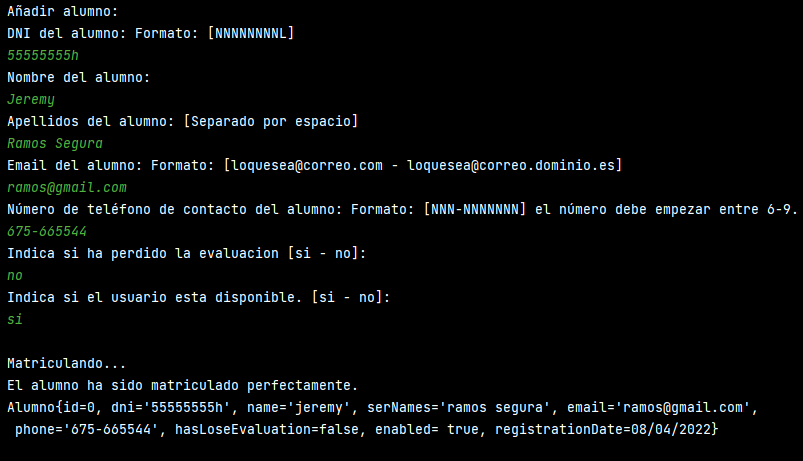 Añadir alumno:
DNI del alumno: Formato: [NNNNNNNNL]
55555555h
Nombre del alumno:
Jeremy
Apellidos del alumno: [Separado por espacio]
Ramos Segura
Email del alumno: Formato: [loquesea@correo.com - loquesea@correo.dominio.es]
ramos@gmail.com
Número de teléfono de contacto del alumno: Formato: [NNN-NNNNNNN] el número debe empezar entre 6-9.
675-665544
Indica si ha perdido la evaluacion [si - no]:
no
Indica si el usuario esta disponible. [si - no]:
si
Matriculando...
El alumno ha sido matriculado perfectamente.
Alumno{id=0, dni='55555555h', name='jeremy', serNames='ramos segura', email='ramos@gmail.com',
phone='675-665544', hasLoseEvaluation=false, enabled= true, registrationDate=08/04/2022}